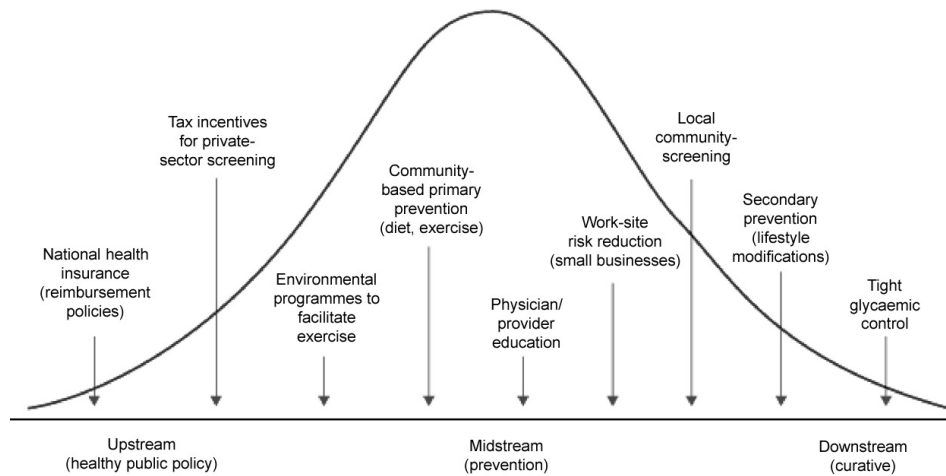 Tax incentives
for private-
sector screening
Local
community-
screening
Community-
based primary
prevention
(diet, exercise)
Secondary
prevention
(lifestyle
modifications)
Work-site
risk reduction
(small businesses)
National health
insurance
(reimbursement
policies)
Environmental
programmes to
facilitate
exercise
Physician/
provider
education
Tight
glycaemic
control
Upstream
(healthy public policy)
Midstream
(prevention)
Downstream
(curative)